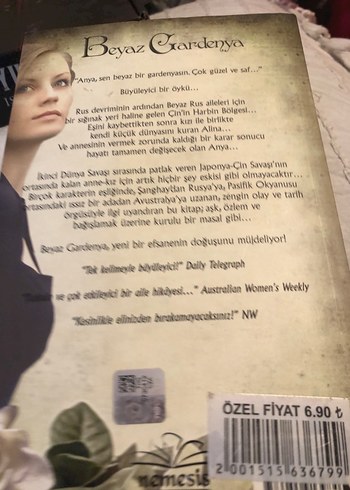 Beyaz Gardenya
"Anya, sen beyaz bir gardenyasın. Çok güzel ve saf..."
Büyüleyici bir öykü...
Rus devriminin ardından Beyaz Rus aileleri için
bir sığınak yeri haline gelen Çin'in Harbin Bölgesi...
Eşini kaybettikten sonra kızı ile birlikte
kendi küçük dünyasını kuran Alina...
Ve annesinin vermek zorunda kaldığı bir karar sonucu
hayatı tamamen değişecek olan Anya...
İkinci Dünya Savaşı sırasında patlak veren Japonya-Çin Savaşı'nın
ortasında kalan anne-kız için artık hiçbir şey eskisi gibi olmayacaktır...
Birçok karakterin eşliğinde, Şanghay'dan Rusya'ya, Pasifik Okyanusu
ortasındaki ıssız bir adadan Avustralya'ya uzanan, zengin olay ve tarih
örgüsüyle ilgi uyandıran bu kitap; aşk, özlem ve
bağışlamak üzerine kurulu bir masal gibi...
Beyaz Gardenya, yeni bir efsanenin doğuşunu müjdeliyor!
"Tek kelimeyle büyüleyici!" Daily Telegraph
ve çok etkileyici bir aile hikâyesi..." Australian Women's Weekly
"Kesinlikle elinizden bırakamayacaksınız!" NW
ÖZEL FİYAT 6.90 ₺
2 001515 636799
nemesis